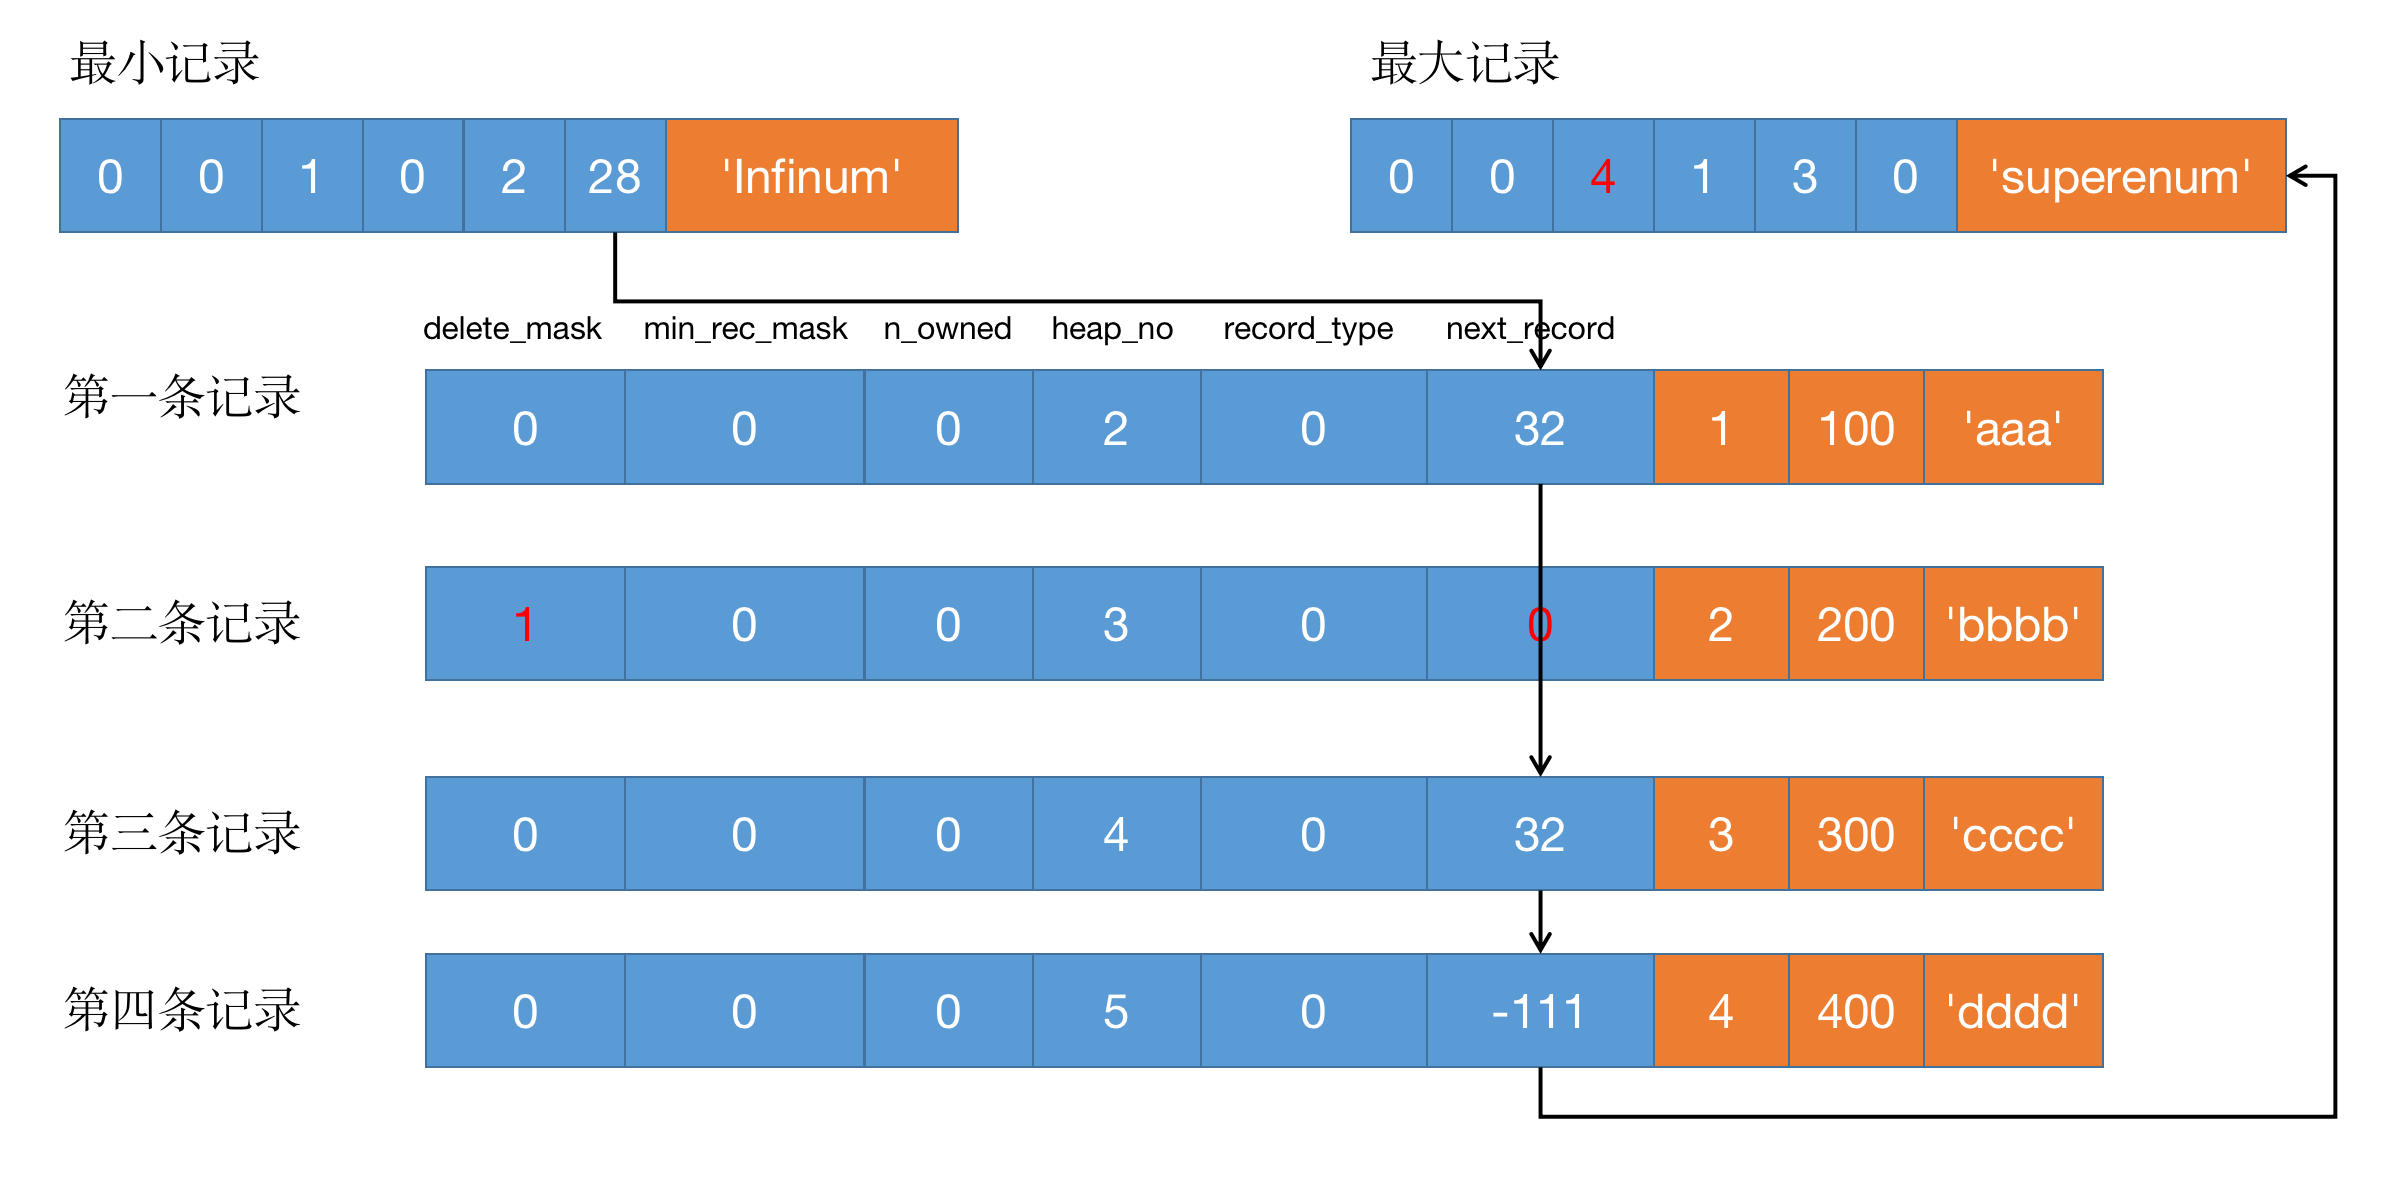 最小记录 最大记录
0 0 1 0 2 28 'Infinum' 0 0 4 1 3 0 'superenum'
delete_mask min_rec_mask n_owned heap_no record_type next_record
第一条记录 0 0 0 2 0 32 1 100 'aaa'
第二条记录 1 0 0 3 0 0 2 200 'bbbb'
第三条记录 0 0 0 4 0 32 3 300 'cccc'
第四条记录 0 0 0 5 0 -111 4 400 'dddd'